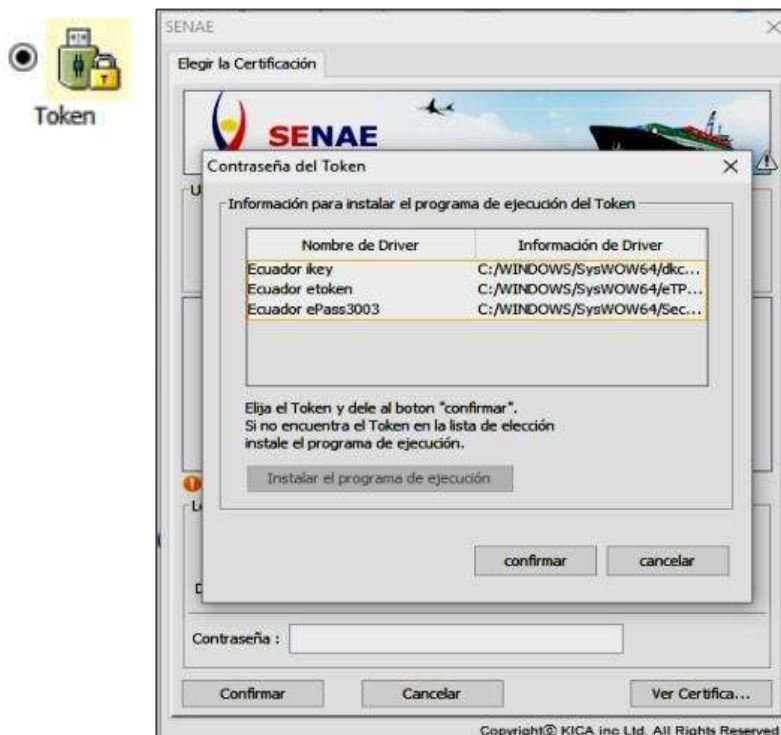 Token
SENAE
Elegir la Certificación
SENAE
Contraseña del Token
Información para instalar el programa de ejecución del Token
Nombre de Driver Información de Driver
Ecuador ikey C:/WINDOWS/SysWOW64/dkc...
Ecuador etoken C:/WINDOWS/SysWOW64/eTP...
Ecuador ePass3003 C:/WINDOWS/SysWOW64/Sec...
Elija el Token y dele al boton "confirmar".
Si no encuentra el Token en la lista de elección
instale el programa de ejecución.
Instalar el programa de ejecución
confirmar cancelar
Contraseña :
Confirmar Cancelar Ver Certifica...
Copyright© KICA inc Ltd. All Rights Reserved